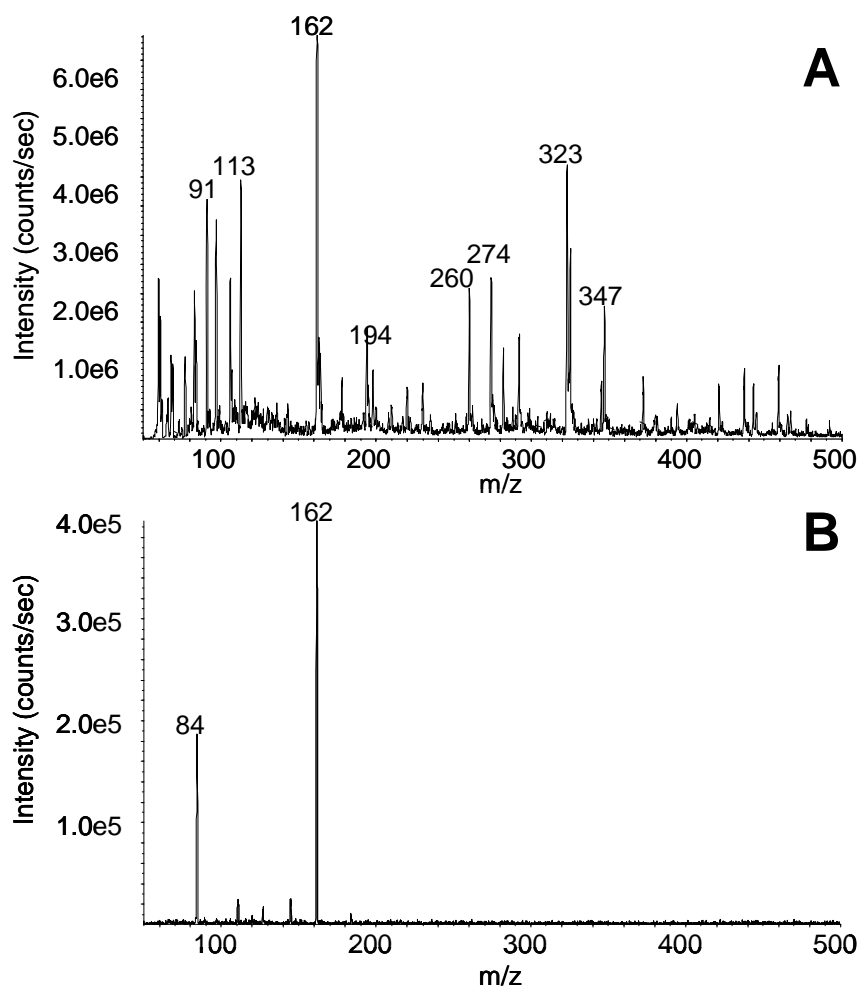 162
A
6.0e6
5.0e6
323
113
91
4.0e6
3.0e6
274
260
347
2.0e6
194
1.0e6
Intensity (counts/sec)
100 200 300 400 500
m/z
162
B
4.0e5
3.0e5
84
2.0e5
1.0e5
Intensity (counts/sec)
100 200 300 400 500
m/z